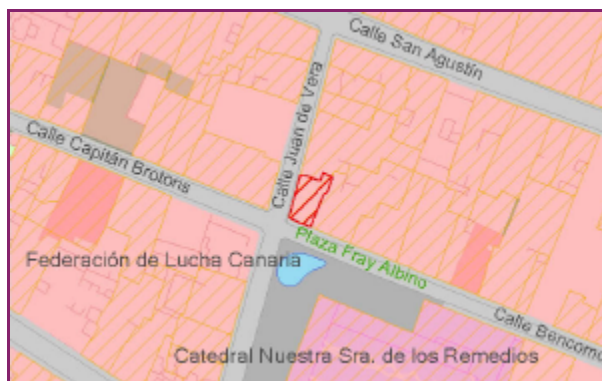 Calle San Agustín
Calle Juan de Vera
Calle Capitán Brotons
Plaza Fray Albino
Federación de Lucha Canaria
Calle Bencomo
Catedral Nuestra Sra. de los Remedios